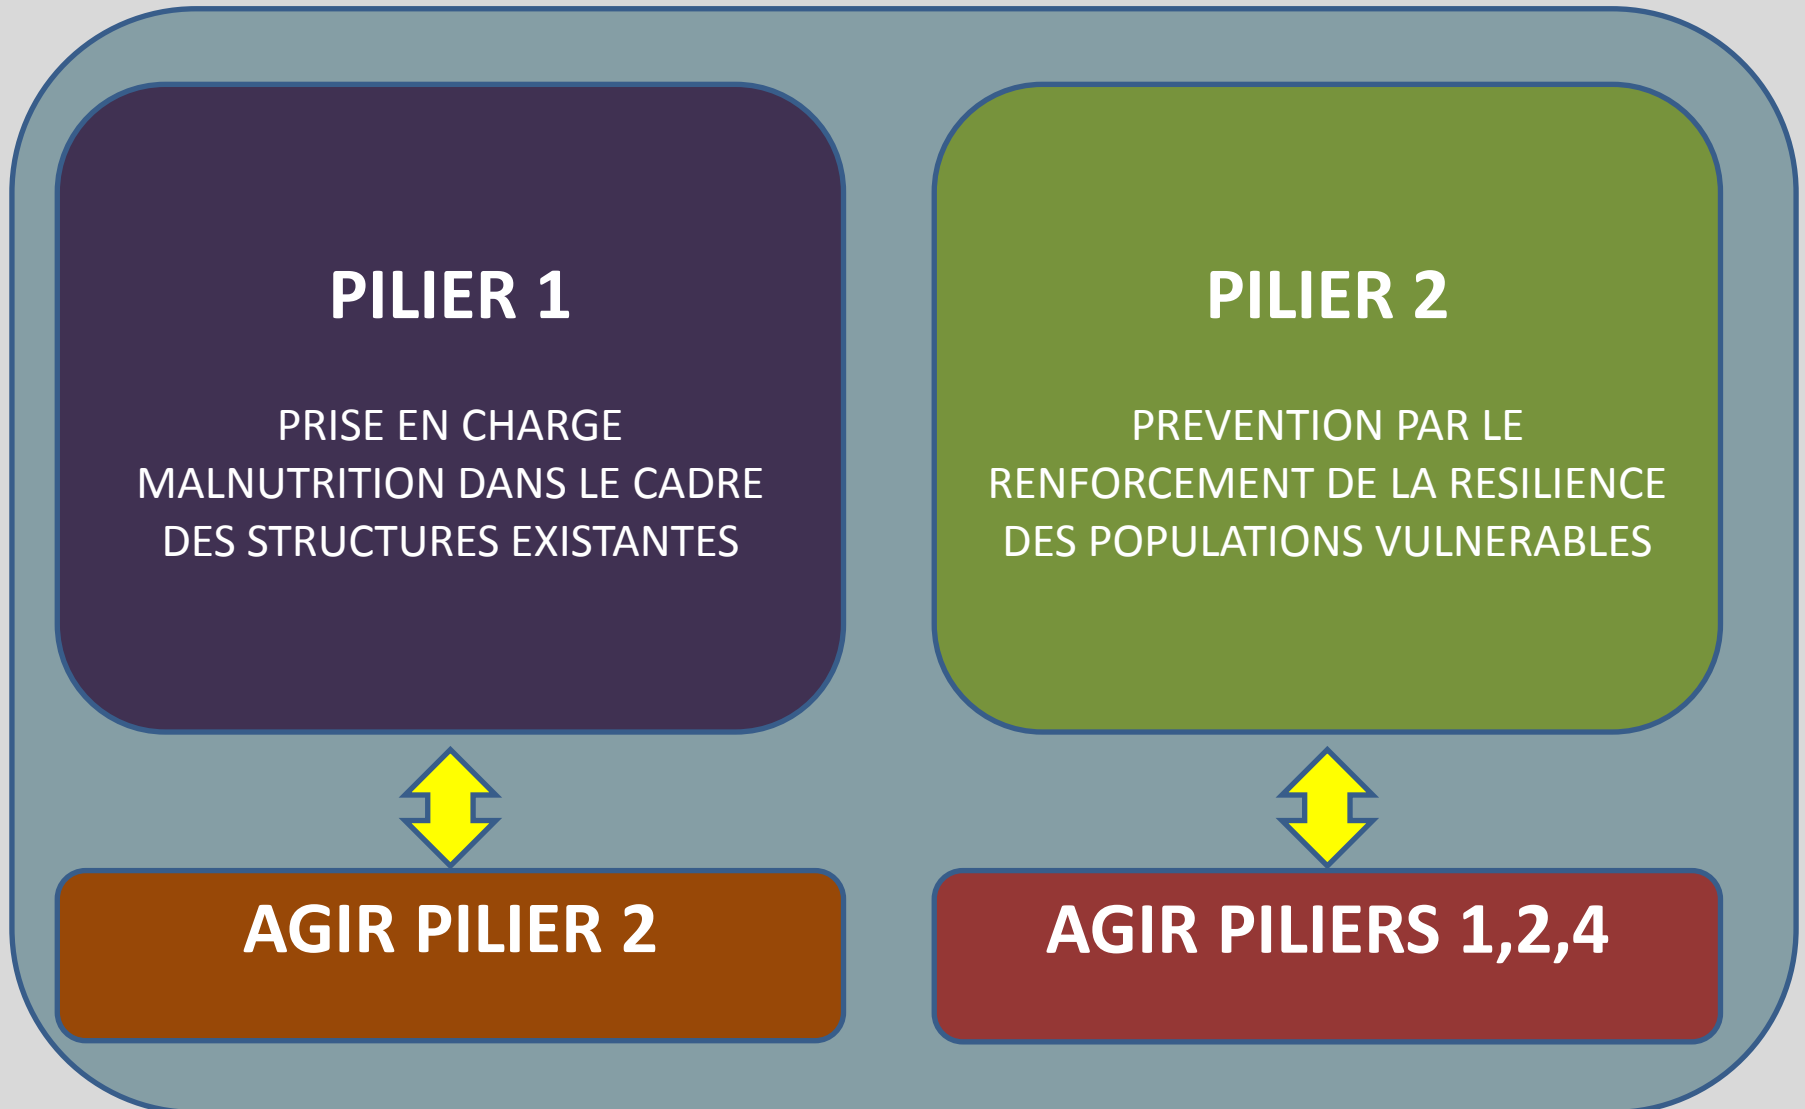 PILIER 1
PRISE EN CHARGE
MALNUTRITION DANS LE CADRE
DES STRUCTURES EXISTANTES
PILIER 2
PREVENTION PAR LE
RENFORCEMENT DE LA RESILIENCE
DES POPULATIONS VULNERABLES
AGIR PILIER 2
AGIR PILIERS 1,2,4